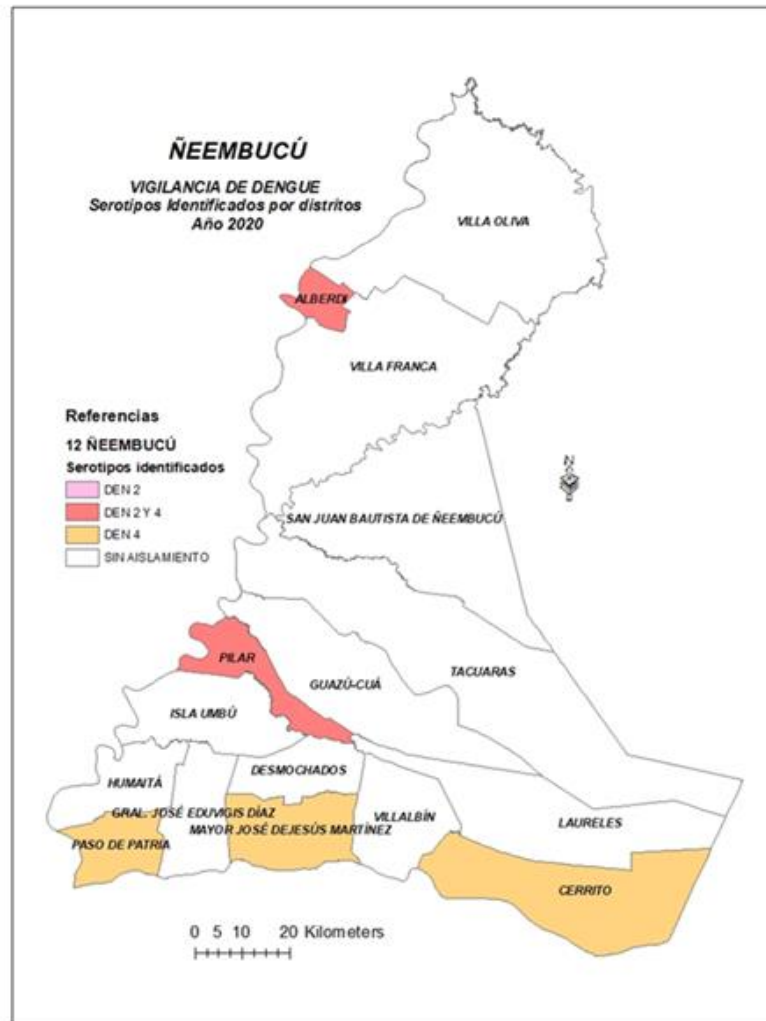 ÑEEMBUCÚ
VIGILANCIA DE DENGUE
Serotipos Identificados por distritos
Año 2020
VILLA OLIVA
ALBERDI
VILLA FRANCA
Referencias
12 ÑEEMBUCÚ
Serotipos identificados
DEN 2
DEN 2 Y 4
DEN 4
SIN AISLAMIENTO
N
SAN JUAN BAUTISTA DE ÑEEMBUCÚ
PILAR
GUAZÚ-CUÁ
TACUARAS
ISLA UMBÚ
DESMOCHADOS
HUMAITÁ
GRAL. JOSÉ EDUVIGIS DÍAZ
VILLALBÍN
LAURELES
MAYOR JOSÉ DEJESÚS MARTÍNEZ
PASO DE PATRIA
CERRITO
0 5 10 20 Kilometers